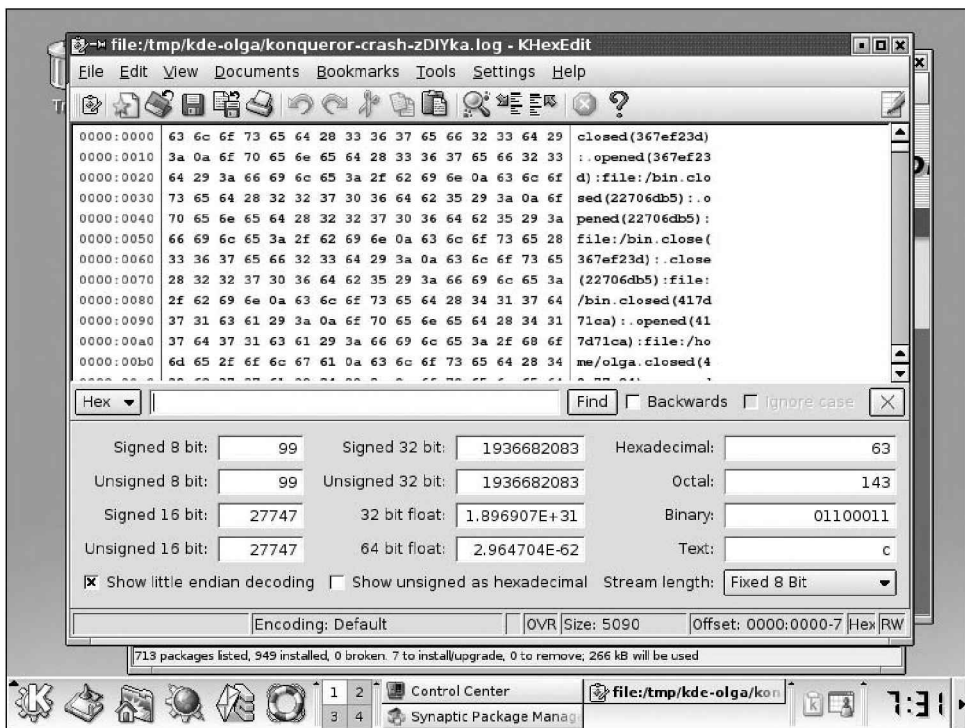 file:/tmp/kde-olga/konqueror-crash-zDIYka.log - KHexEdit
File Edit View Documents Bookmarks Tools Settings Help
0000:0000 63 6c 6f 73 65 64 28 33 36 37 65 66 32 33 64 29 closed(367ef23d)
0000:0010 3a 0a 6f 70 65 6e 65 64 28 33 36 37 65 66 32 33 :.opened(367ef23
0000:0020 64 29 3a 66 69 6c 65 3a 2f 62 69 6e 0a 63 6c 6f d):file:/bin.clo
0000:0030 73 65 64 28 32 32 37 30 36 64 62 35 29 3a 0a 6f sed(22706db5):.o
0000:0040 70 65 6e 65 64 28 32 32 37 30 36 64 62 35 29 3a pened(22706db5):
0000:0050 66 69 6c 65 3a 2f 62 69 6e 0a 63 6c 6f 73 65 28 file:/bin.close(
0000:0060 33 36 37 65 66 32 33 64 29 3a 0a 63 6c 6f 73 65 367ef23d):.close
0000:0070 28 32 32 37 30 36 64 62 35 29 3a 66 69 6c 65 3a (22706db5):file:
0000:0080 2f 62 69 6e 0a 63 6c 6f 73 65 64 28 34 31 37 64 /bin.closed(417d
0000:0090 37 31 63 61 29 3a 0a 6f 70 65 6e 65 64 28 34 31 71ca):.opened(41
0000:00a0 37 64 37 31 63 61 29 3a 66 69 6c 65 3a 2f 68 6f 7d71ca):file:/ho
0000:00b0 6d 65 2f 6f 6c 67 61 0a 63 6c 6f 73 65 64 28 34 me/olga.closed(4
Hex Find Backwards Ignore case
Signed 8 bit: 99 Signed 32 bit: 1936682083 Hexadecimal: 63
Unsigned 8 bit: 99 Unsigned 32 bit: 1936682083 Octal: 143
Signed 16 bit: 27747 32 bit float: 1.896907E+31 Binary: 01100011
Unsigned 16 bit: 27747 64 bit float: 2.964704E-62 Text: c
Show little endian decoding Show unsigned as hexadecimal Stream length: Fixed 8 Bit
Encoding: Default OVR Size: 5090 Offset: 0000:0000-7 Hex RW
713 packages listed, 949 installed, 0 broken. 7 to install/upgrade, 0 to remove; 266 kB will be used
1 2 Control Center file:/tmp/kde-olga/kon
3 4 Synaptic Package Manag
7:31